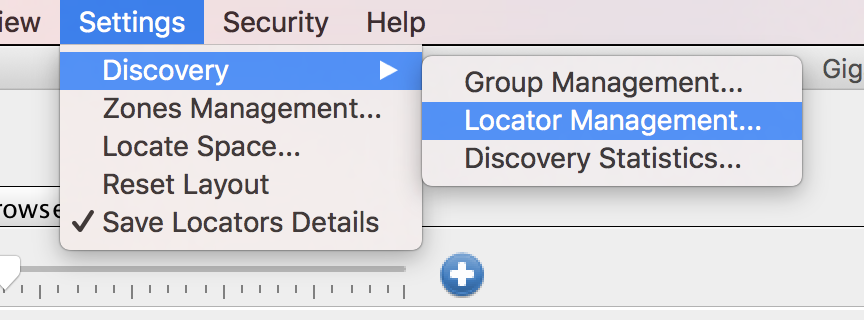 iew Settings Security Help
Discovery
Zones Management...
Locate Space...
Reset Layout
✓ Save Locators Details
Group Management...
Locator Management...
Discovery Statistics...
Gig
rowse